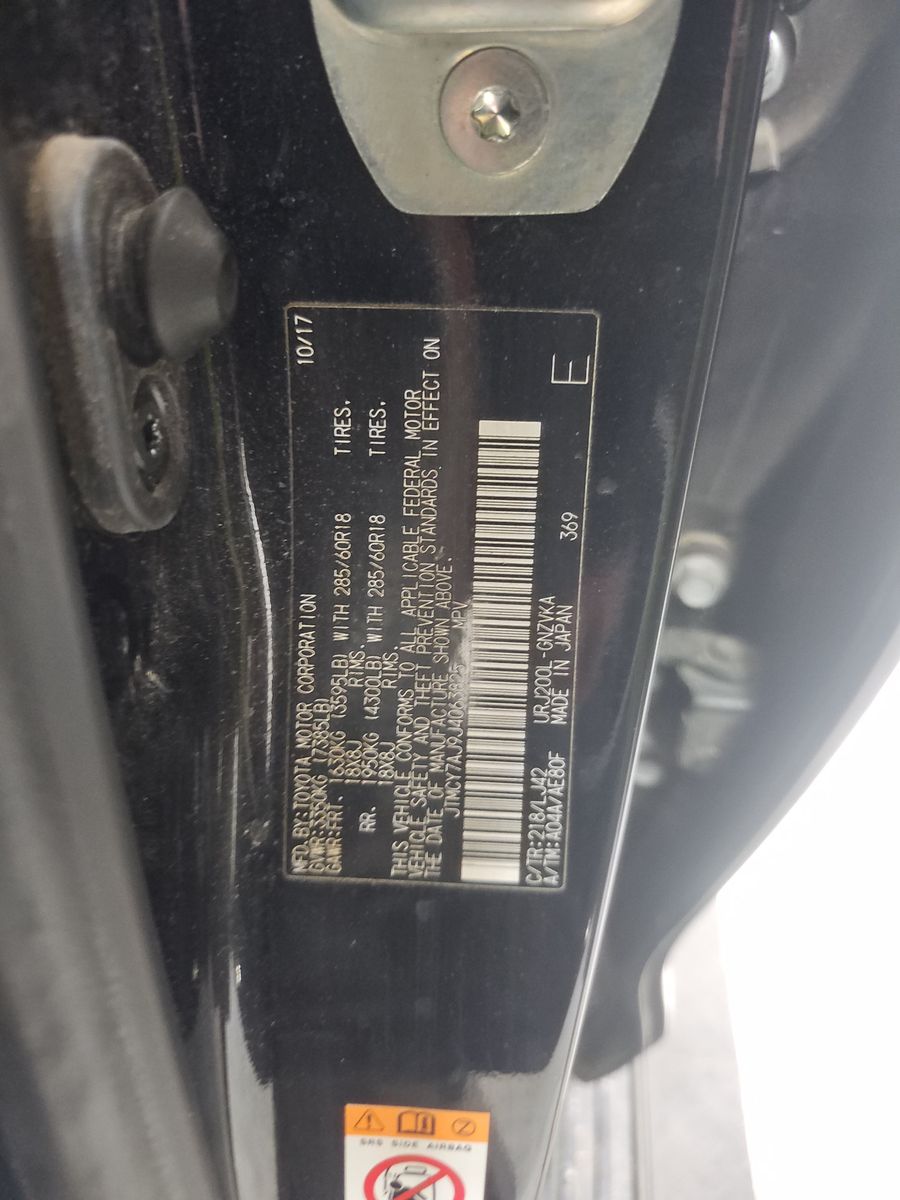 MFD.BY:TOYOTA MOTOR CORPORATION 10/17
GVWR:3350KG (7385LB)
GAWR:FRT. 1630KG (3595LB) WITH 285/60R18 TIRES,
18X8J RIMS.
RR. 1950KG (4300LB) WITH 285/60R18 TIRES,
18X8J RIMS.
THIS VEHICLE CONFORMS TO ALL APPLICABLE FEDERAL MOTOR
VEHICLE SAFETY AND THEFT PREVENTION STANDARDS IN EFFECT ON
THE DATE OF MANUFACTURE SHOWN ABOVE.
MPV
C/TR:218/LJ42 URJ200L-GNZVKA
A/TM:A04A/AE80F MADE IN JAPAN 369 E
SRS SIDE AIRBAG